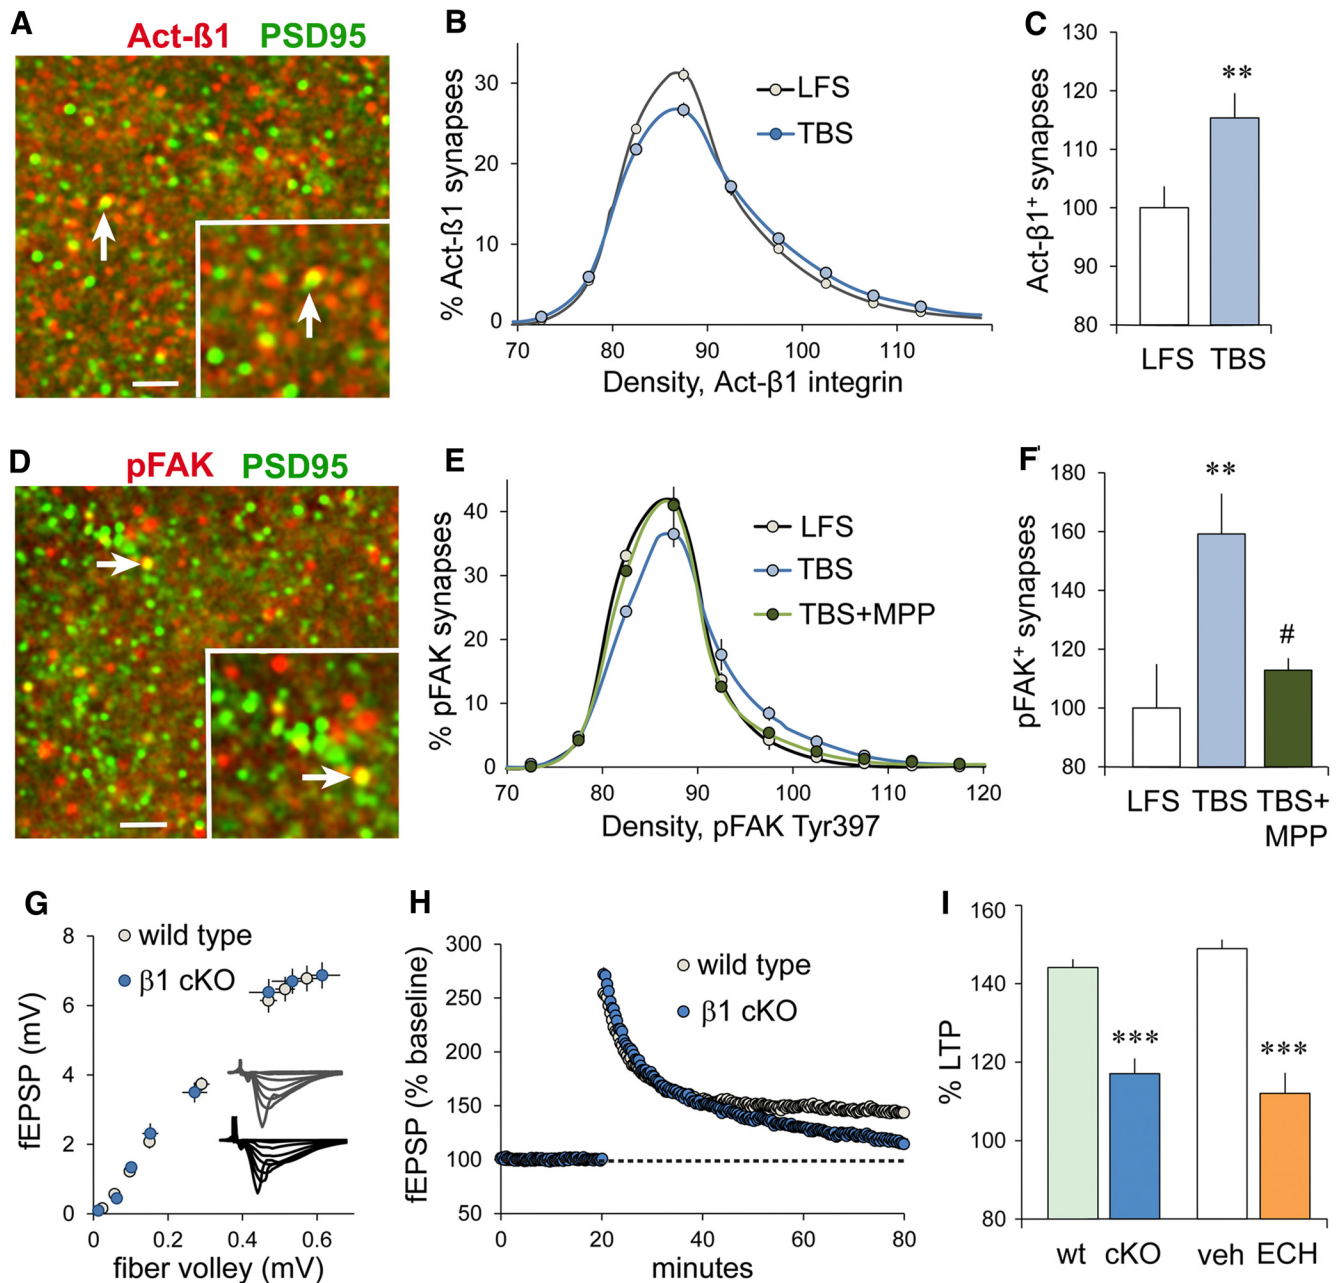 A
Act-ß1 PSD95
B
% Act-ß1 synapses
30
20
10
0
70 80 90 100 110
Density, Act-β1 integrin
LFS
TBS
C
Act-β1⁺ synapses
130
120
110
100
90
80
**
LFS TBS
D
pFAK PSD95
E
% pFAK synapses
40
30
20
10
0
70 80 90 100 110 120
Density, pFAK Tyr397
LFS
TBS
TBS+MPP
F'
pFAK⁺ synapses
180
160
140
120
100
80
**
#
LFS TBS TBS+
MPP
G
wild type
β1 cKO
fEPSP (mV)
8
6
4
2
0
0 0.2 0.4 0.6
fiber volley (mV)
H
fEPSP (% baseline)
300
250
200
150
100
50
wild type
β1 cKO
0 20 40 60 80
minutes
I
% LTP
160
140
120
100
80
***
***
wt cKO veh ECH